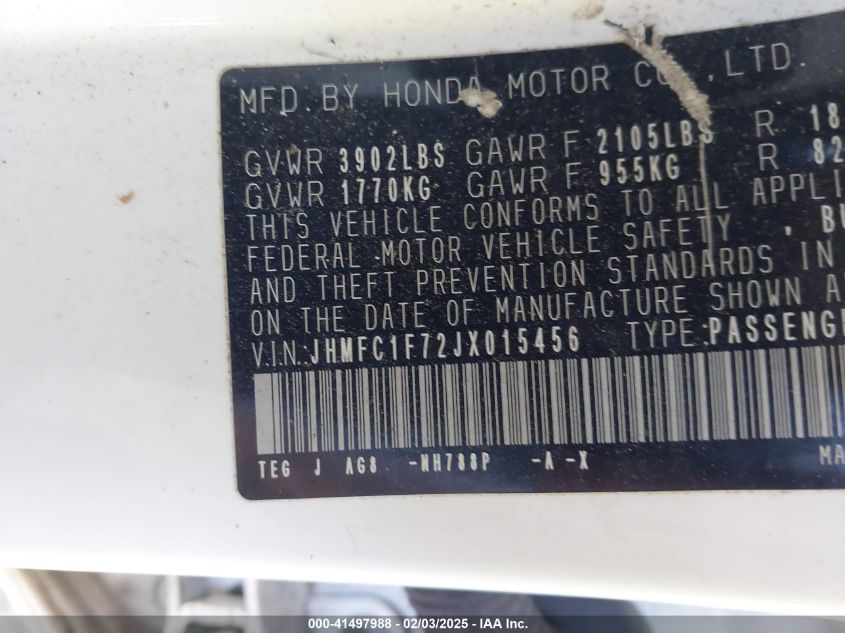 MFD. BY HONDA MOTOR CO., LTD.
GVWR 3902LBS GAWR F 2105LBS R 18
GVWR 1770KG GAWR F 955KG R 82
THIS VEHICLE CONFORMS TO ALL APPLI
FEDERAL MOTOR VEHICLE SAFETY , BU
AND THEFT PREVENTION STANDARDS IN
ON THE DATE OF MANUFACTURE SHOWN A
V.I.N: JHMFC1F72JX015456 TYPE:PASSENGE
TEG J AG8 -NH788P -A -X MA
000-41497988 - 02/03/2025 - IAA Inc.